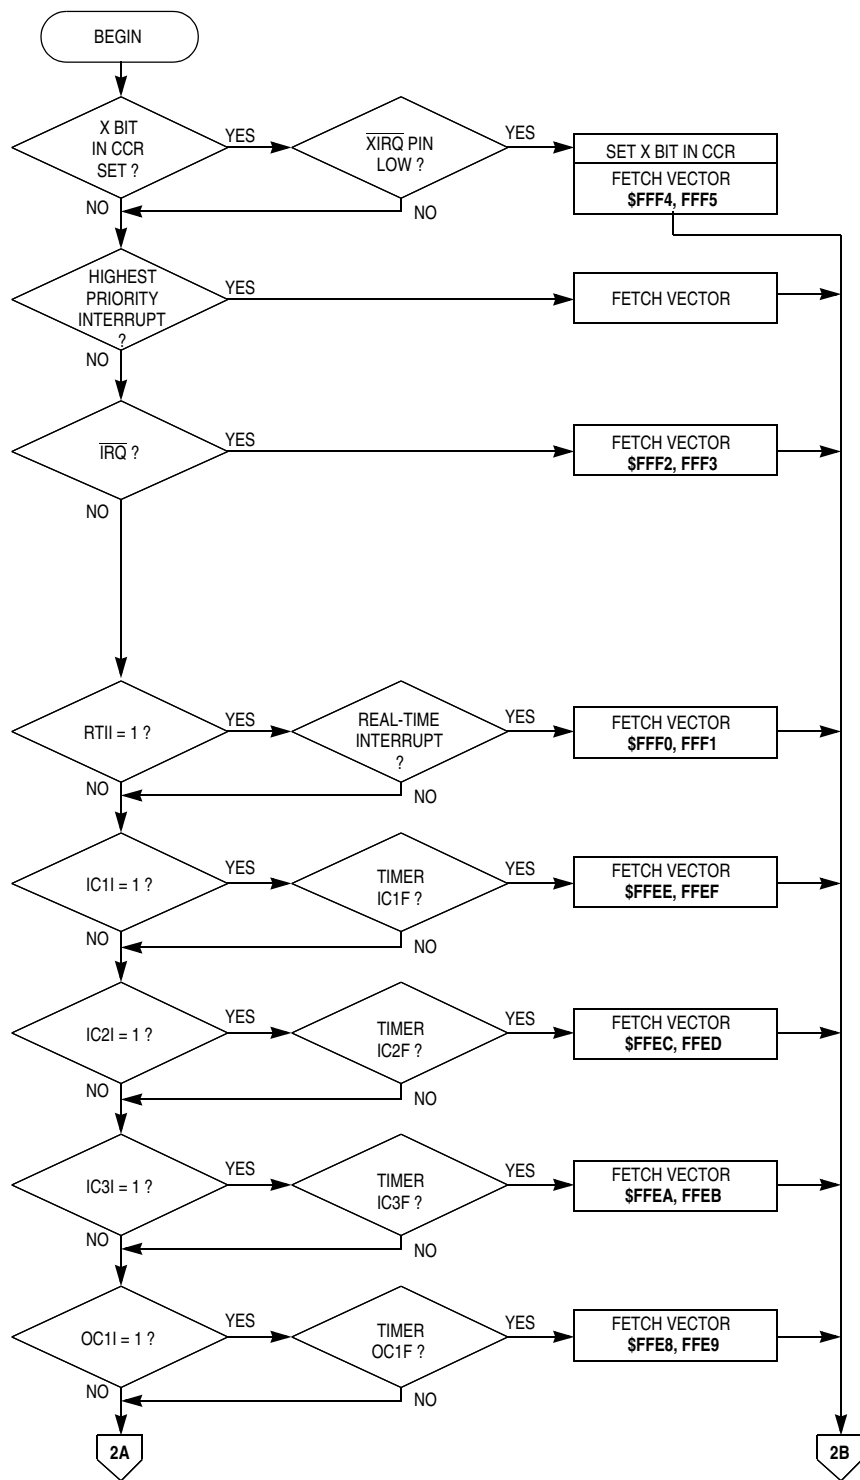 BEGIN
X BIT
IN CCR
SET ?
YES
XIRQ PIN
LOW ?
YES
SET X BIT IN CCR
FETCH VECTOR
$FFF4, FFF5
NO
NO
HIGHEST
PRIORITY
INTERRUPT
?
YES
FETCH VECTOR
NO
IRQ ?
YES
FETCH VECTOR
$FFF2, FFF3
NO
RTII = 1 ?
YES
REAL-TIME
INTERRUPT
?
YES
FETCH VECTOR
$FFF0, FFF1
NO
NO
IC1I = 1 ?
YES
TIMER
IC1F ?
YES
FETCH VECTOR
$FFEE, FFEF
NO
NO
IC2I = 1 ?
YES
TIMER
IC2F ?
YES
FETCH VECTOR
$FFEC, FFED
NO
NO
IC3I = 1 ?
YES
TIMER
IC3F ?
YES
FETCH VECTOR
$FFEA, FFEB
NO
NO
OC1I = 1 ?
YES
TIMER
OC1F ?
YES
FETCH VECTOR
$FFE8, FFE9
NO
NO
2A
2B